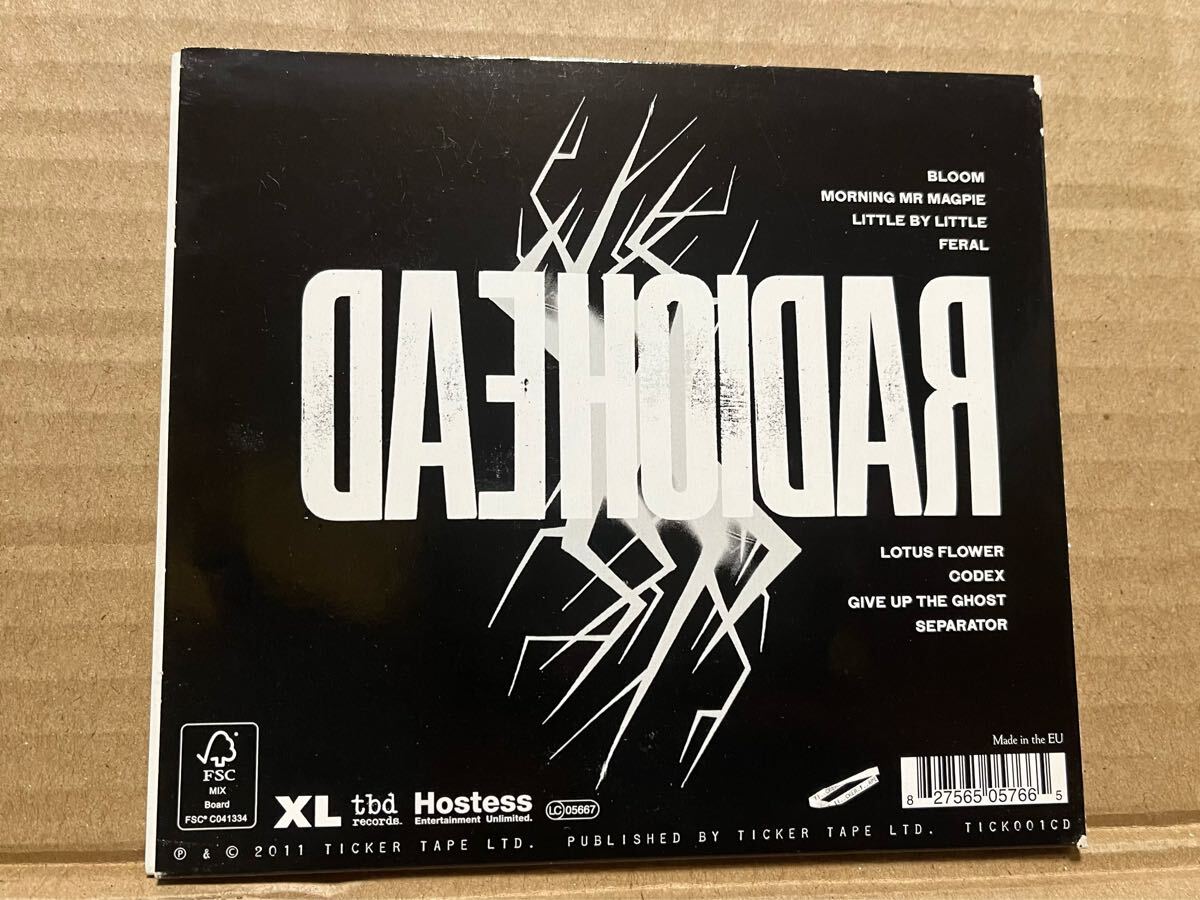 BLOOM
MORNING MR MAGPIE
LITTLE BY LITTLE
FERAL
RADIOHEAD
LOTUS FLOWER
CODEX
GIVE UP THE GHOST
SEPARATOR
Made in the EU
FSC
MIX
Board
FSC® C041334
XL
tbd
records.
Hostess
Entertainment Unlimited.
LC 05667
8 27565 05766 5
℗ & © 2011 TICKER TAPE LTD. PUBLISHED BY TICKER TAPE LTD. TICK001CD